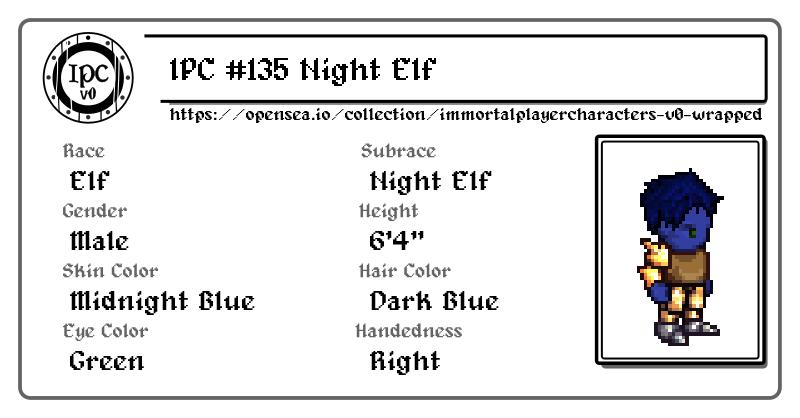 IPC v0
IPC #135 Night Elf
https://opensea.io/collection/immortalplayercharacters-v0-wrapped
Race
Subrace
Elf
Night Elf
Gender
Height
Male
6'4"
Skin Color
Hair Color
Midnight Blue
Dark Blue
Eye Color
Handedness
Green
Right